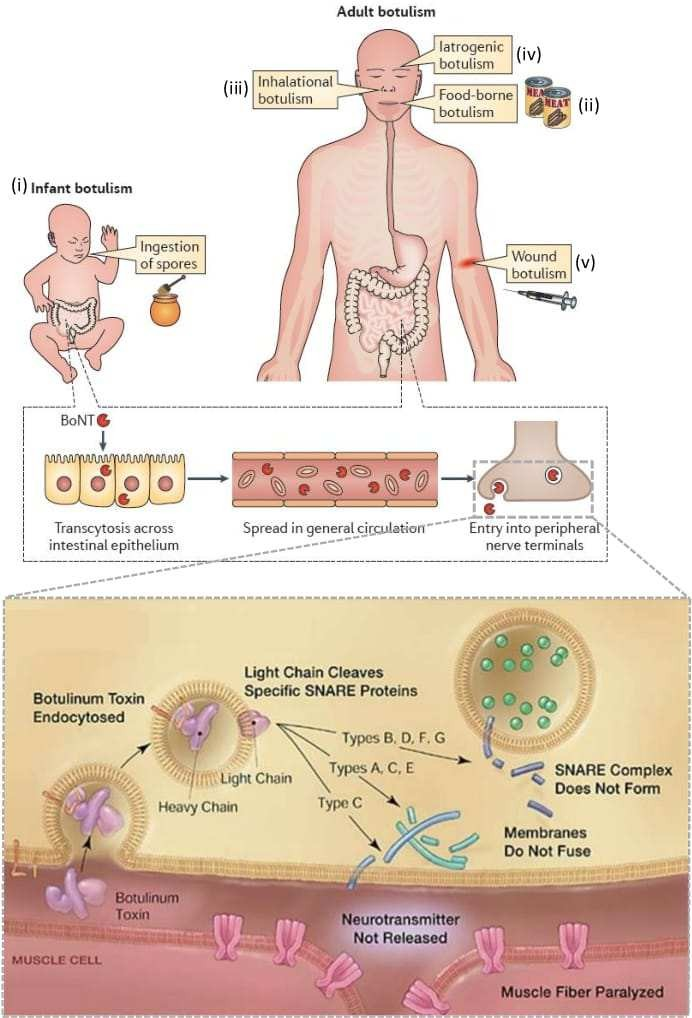 Adult botulism
Iatrogenic
botulism
(iv)
(iii)
Inhalational
botulism
Food-borne
botulism
MEAT
MEAT
(ii)
(i) Infant botulism
Ingestion
of spores
Wound
botulism
(v)
BoNT
Transcytosis across
intestinal epithelium
Spread in general circulation
Entry into peripheral
nerve terminals
Light Chain Cleaves
Specific SNARE Proteins
Botulinum Toxin
Endocytosed
Types B, D, F, G
Light Chain
Types A, C, E
Heavy Chain
Type C
SNARE Complex
Does Not Form
Membranes
Do Not Fuse
Botulinum
Toxin
Neurotransmitter
Not Released
MUSCLE CELL
Muscle Fiber Paralyzed